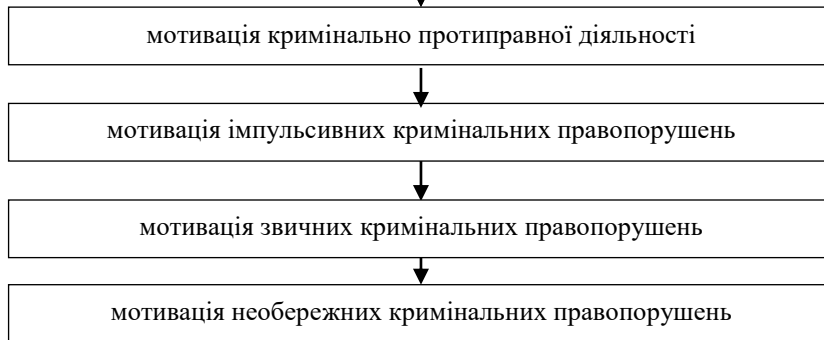 мотивація кримінально протиправної діяльності
мотивація імпульсивних кримінальних правопорушень
мотивація звичних кримінальних правопорушень
мотивація необережних кримінальних правопорушень